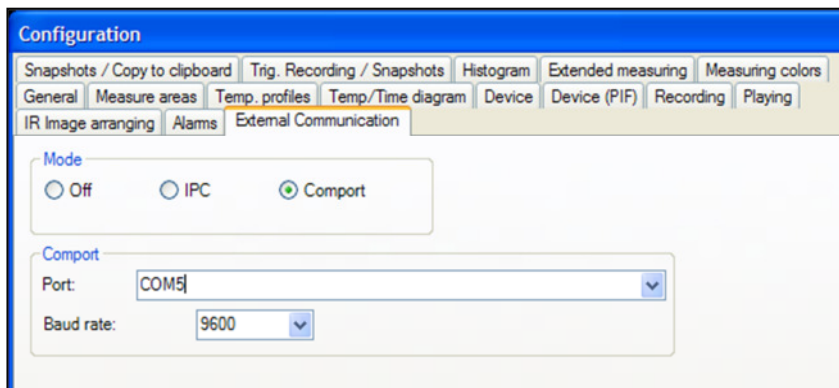 Configuration
Snapshots / Copy to clipboard Trig. Recording / Snapshots Histogram Extended measuring Measuring colors
General Measure areas Temp. profiles Temp/Time diagram Device Device (PIF) Recording Playing
IR Image arranging Alarms External Communication
Mode
Off IPC Comport
Comport
Port: COM5
Baud rate: 9600